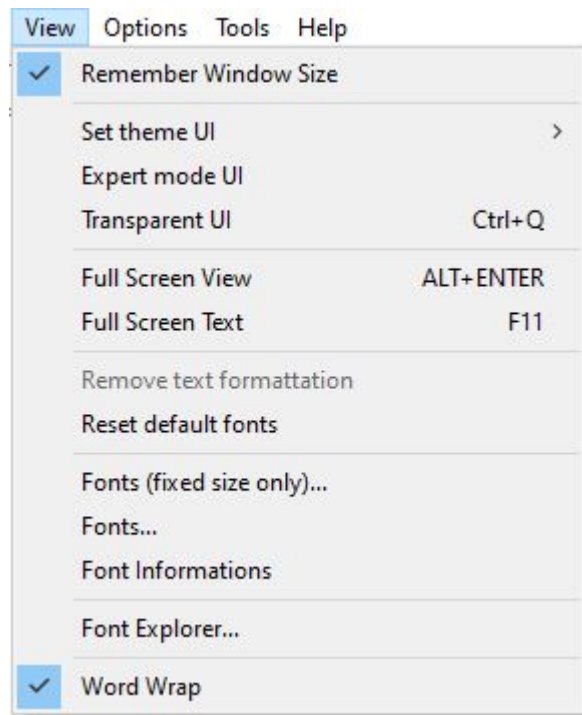 View Options Tools Help
Remember Window Size
Set theme UI
Expert mode UI
Transparent UI Ctrl+Q
Full Screen View ALT+ENTER
Full Screen Text F11
Remove text formattation
Reset default fonts
Fonts (fixed size only)...
Fonts...
Font Informations
Font Explorer...
Word Wrap